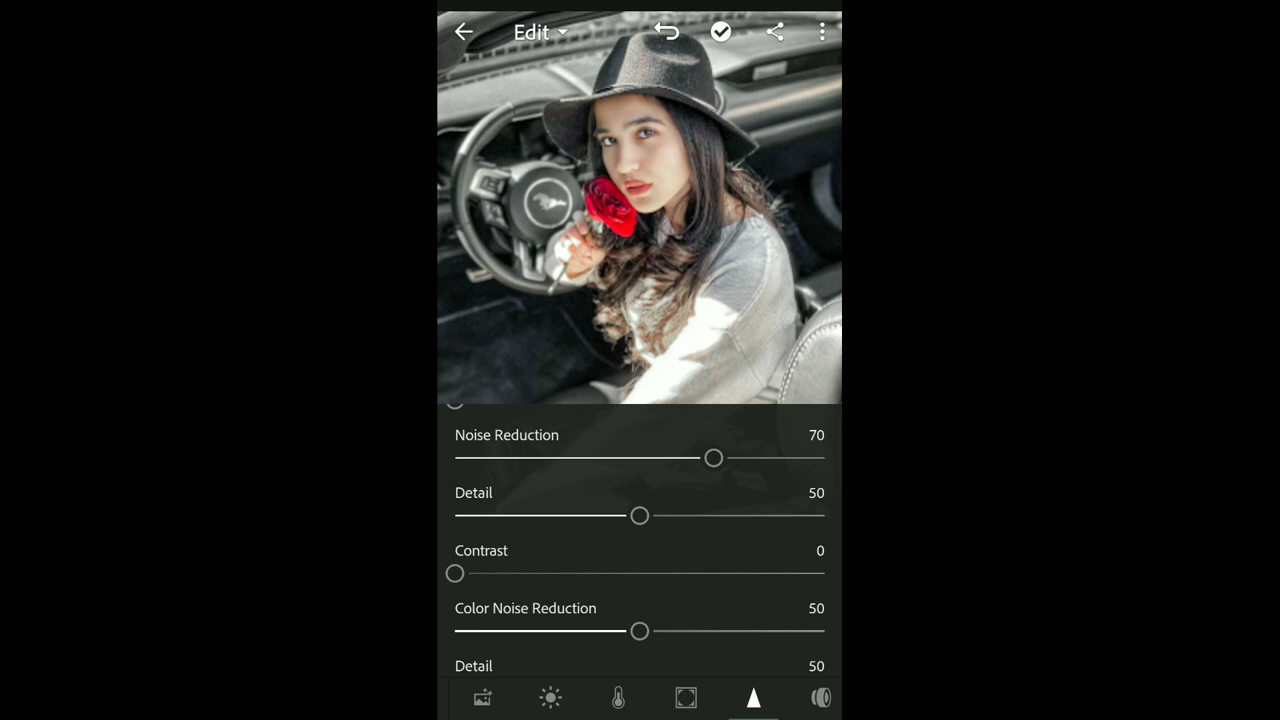 Edit
Noise Reduction 70
Detail 50
Contrast 0
Color Noise Reduction 50
Detail 50